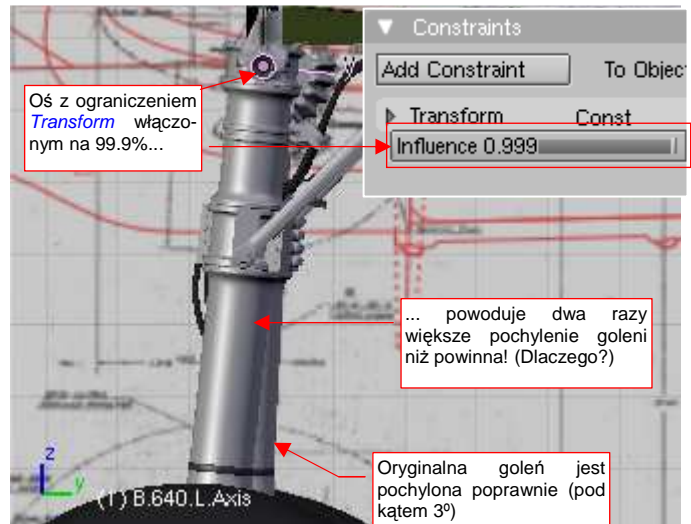 Constraints
Add Constraint
To Objec
Transform
Const
Influence 0.999
Oś z ograniczeniem
Transform włączo-
nym na 99.9%...
... powoduje dwa razy
większe pochylenie goleni
niż powinna! (Dlaczego?)
Oryginalna goleń jest
pochylona poprawnie (pod
kątem 3º)
z
y
(1) B.640.L.Axis